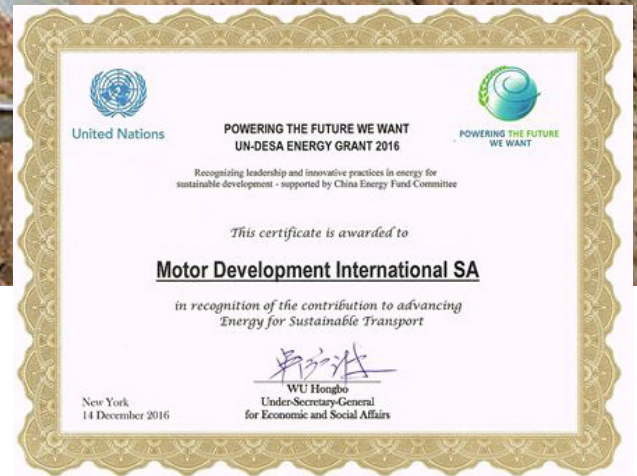 United Nations
POWERING THE FUTURE WE WANT
UN-DESA ENERGY GRANT 2016
POWERING THE FUTURE
WE WANT
Recognizing leadership and innovative practices in energy for
sustainable development - supported by China Energy Fund Committee
This certificate is awarded to
Motor Development International SA
in recognition of the contribution to advancing
Energy for Sustainable Transport
WU Hongbo
Under-Secretary-General
for Economic and Social Affairs
New York
14 December 2016